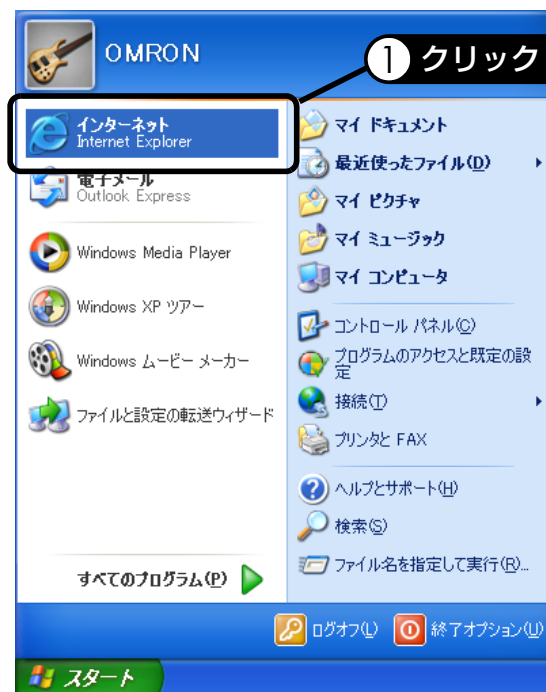 OMRON
① クリック
インターネット
Internet Explorer
電子メール
Outlook Express
Windows Media Player
Windows XP ツアー
Windows ムービー メーカー
ファイルと設定の転送ウィザード
すべてのプログラム(P)
マイ ドキュメント
最近使ったファイル(D)
マイ ピクチャ
マイ ミュージック
マイ コンピュータ
コントロール パネル(C)
プログラムのアクセスと既定の設
定
接続(T)
プリンタと FAX
ヘルプとサポート(H)
検索(S)
ファイル名を指定して実行(R)...
ログオフ(L)
終了オプション(U)
スタート